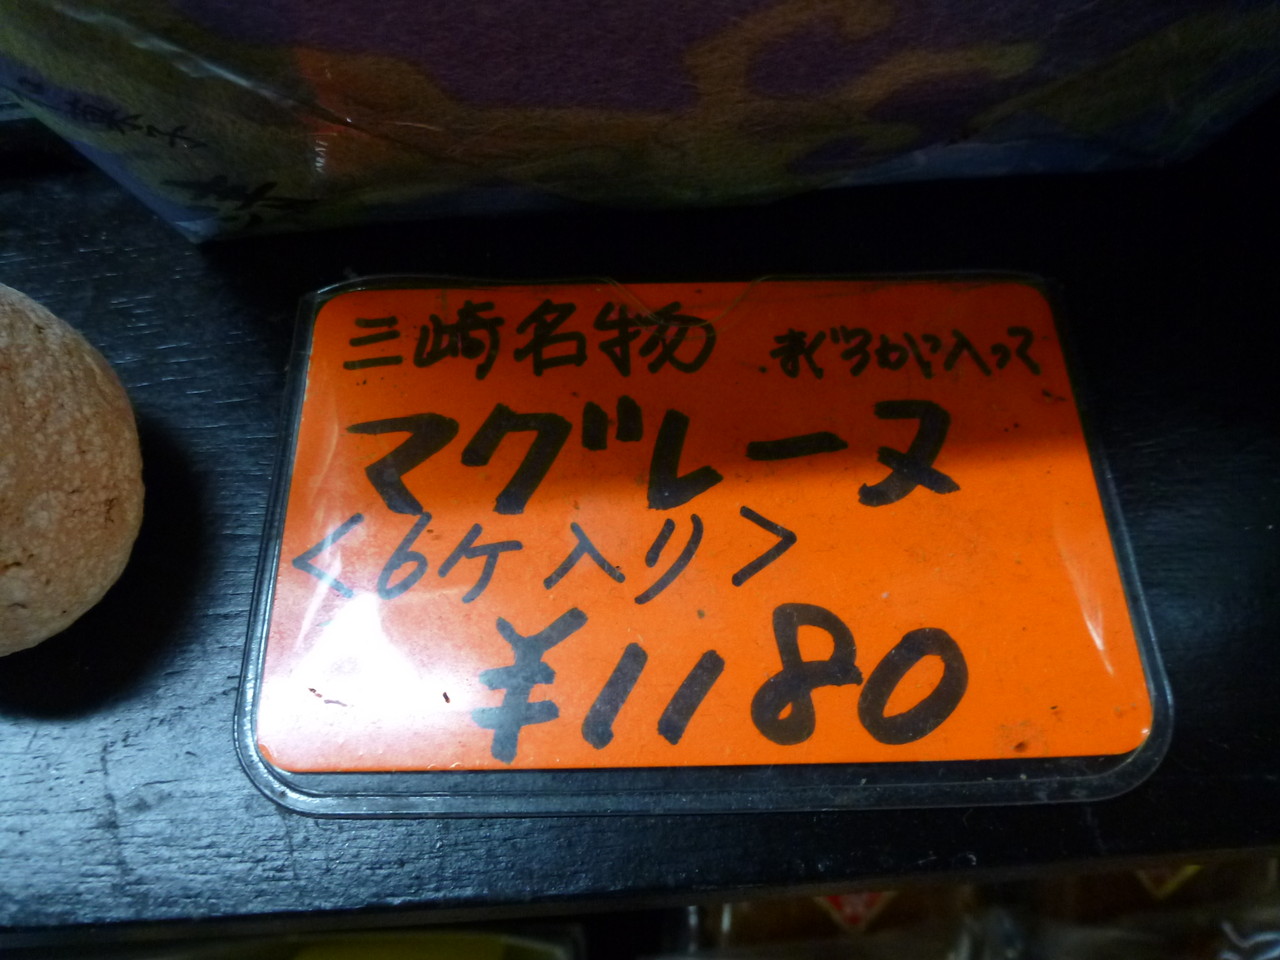 三崎名物 まぐろが入って
マグレーヌ
<6ケ入り>
¥1180